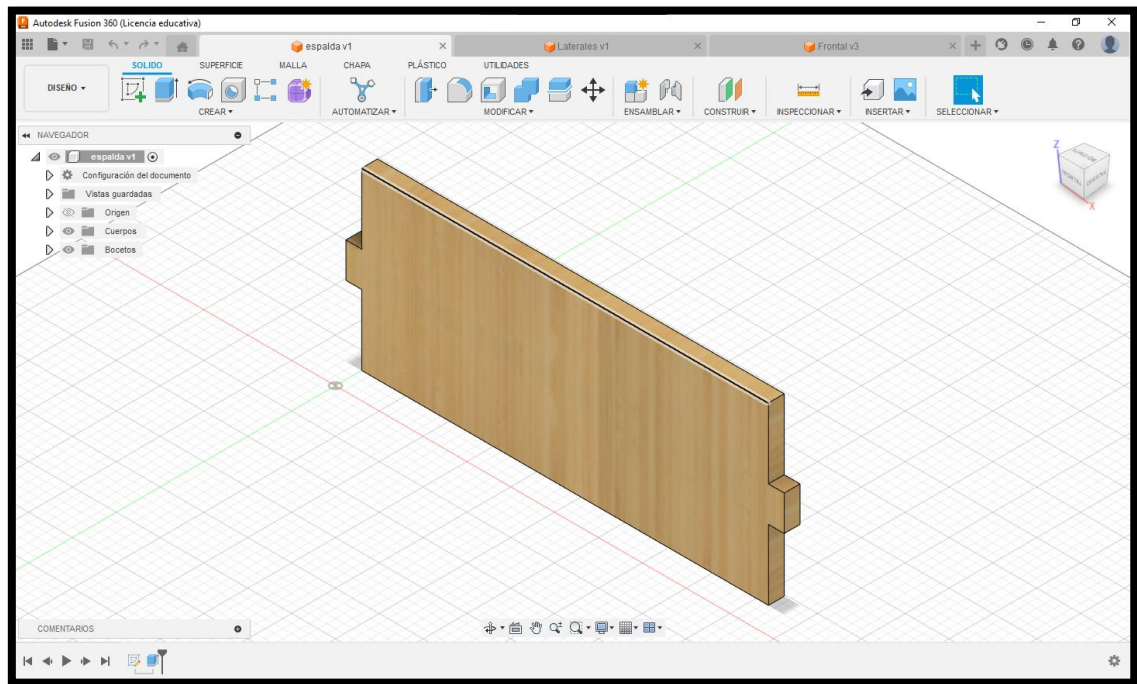 Autodesk Fusion 360 (Licencia educativa)
espalda v1
Laterales v1
Frontal v3
SOLIDO SUPERFICIE MALLA CHAPA PLÁSTICO UTILIDADES
DISEÑO
CREAR AUTOMATIZAR MODIFICAR ENSAMBLAR CONSTRUIR INSPECCIONAR INSERTAR SELECCIONAR
NAVEGADOR
espalda v1
Configuración del documento
Vistas guardadas
Origen
Cuerpos
Bocetos
Z
X
COMENTARIOS